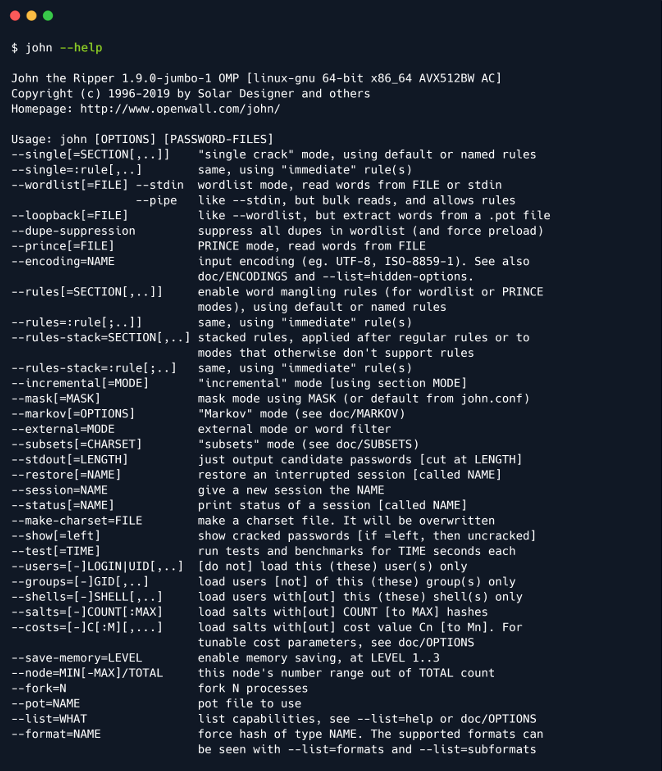 $ john --help
John the Ripper 1.9.0-jumbo-1 OMP [linux-gnu 64-bit x86_64 AVX512BW AC]
Copyright (c) 1996-2019 by Solar Designer and others
Homepage: http://www.openwall.com/john/
Usage: john [OPTIONS] [PASSWORD-FILES]
--single[=SECTION[,..]]    "single crack" mode, using default or named rules
--single=:rule[,..]        same, using "immediate" rule(s)
--wordlist[=FILE] --stdin  wordlist mode, read words from FILE or stdin
                  --pipe   like --stdin, but bulk reads, and allows rules
--loopback[=FILE]          like --wordlist, but extract words from a .pot file
--dupe-suppression         suppress all dupes in wordlist (and force preload)
--prince[=FILE]            PRINCE mode, read words from FILE
--encoding=NAME            input encoding (eg. UTF-8, ISO-8859-1). See also
                           doc/ENCODINGS and --list=hidden-options.
--rules[=SECTION[,..]]     enable word mangling rules (for wordlist or PRINCE
                           modes), using default or named rules
--rules=:rule[;..]]        same, using "immediate" rule(s)
--rules-stack=SECTION[,..] stacked rules, applied after regular rules or to
                           modes that otherwise don't support rules
--rules-stack=:rule[;..]   same, using "immediate" rule(s)
--incremental[=MODE]       "incremental" mode [using section MODE]
--mask[=MASK]              mask mode using MASK (or default from john.conf)
--markov[=OPTIONS]         "Markov" mode (see doc/MARKOV)
--external=MODE            external mode or word filter
--subsets[=CHARSET]        "subsets" mode (see doc/SUBSETS)
--stdout[=LENGTH]          just output candidate passwords [cut at LENGTH]
--restore[=NAME]           restore an interrupted session [called NAME]
--session=NAME             give a new session the NAME
--status[=NAME]            print status of a session [called NAME]
--make-charset=FILE        make a charset file. It will be overwritten
--show[=left]              show cracked passwords [if =left, then uncracked]
--test[=TIME]              run tests and benchmarks for TIME seconds each
--users=[-]LOGIN|UID[,..]  [do not] load this (these) user(s) only
--groups=[-]GID[,..]       load users [not] of this (these) group(s) only
--shells=[-]SHELL[,..]     load users with[out] this (these) shell(s) only
--salts=[-]COUNT[:MAX]     load salts with[out] COUNT [to MAX] hashes
--costs=[-]C[:M][,...]     load salts with[out] cost value Cn [to Mn]. For
                           tunable cost parameters, see doc/OPTIONS
--save-memory=LEVEL        enable memory saving, at LEVEL 1..3
--node=MIN[-MAX]/TOTAL     this node's number range out of TOTAL count
--fork=N                   fork N processes
--pot=NAME                 pot file to use
--list=WHAT                list capabilities, see --list=help or doc/OPTIONS
--format=NAME              force hash of type NAME. The supported formats can
                           be seen with --list=formats and --list=subformats